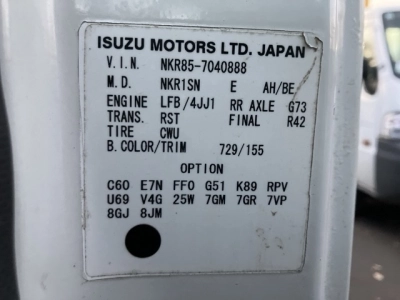 ISUZU MOTORS LTD. JAPAN
V. I. N. NKR85-7040888
M. D. NKR1SN E AH/BE
ENGINE LFB/4JJ1 RR AXLE G73
TRANS. RST FINAL R42
TIRE CWU
B. COLOR/TRIM 729/155
OPTION
C60 E7N FF0 G51 K89 RPV
U69 V4G 25W 7GM 7GR 7VP
8GJ 8JM